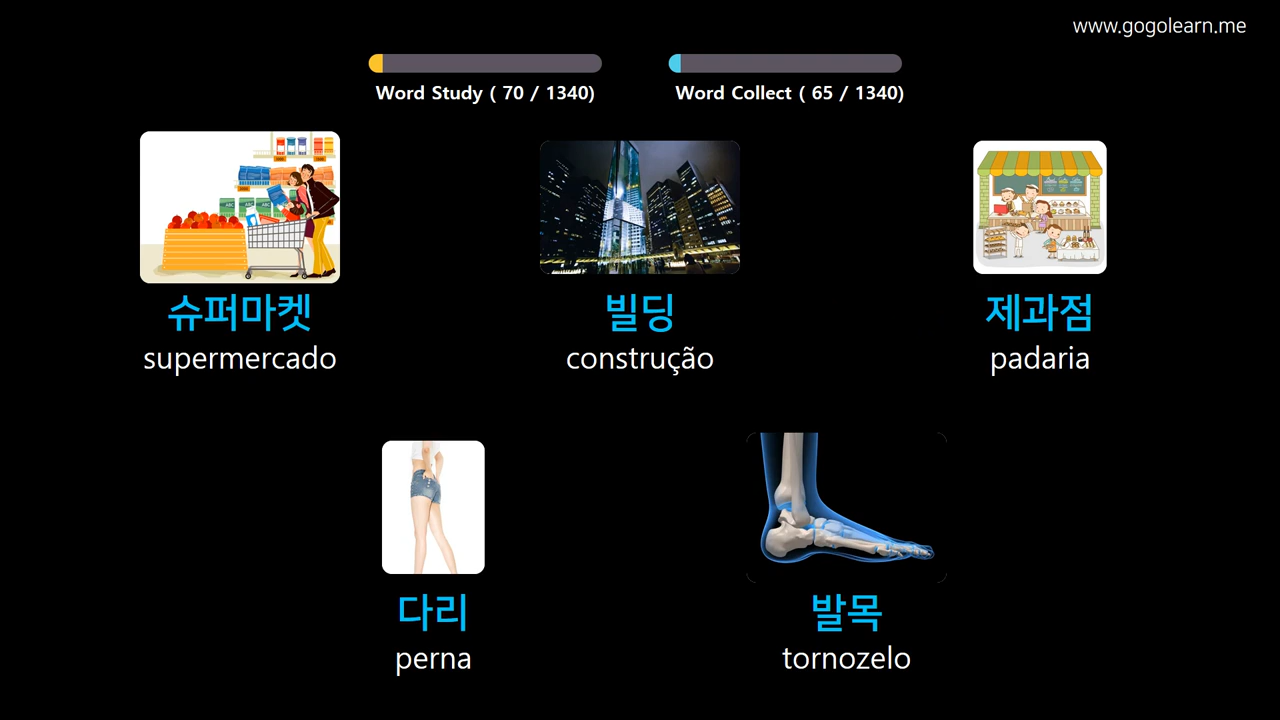 www.gogolearn.me
Word Study ( 70 / 1340)
Word Collect ( 65 / 1340)
슈퍼마켓
supermercado
빌딩
construção
제과점
padaria
다리
perna
발목
tornozelo